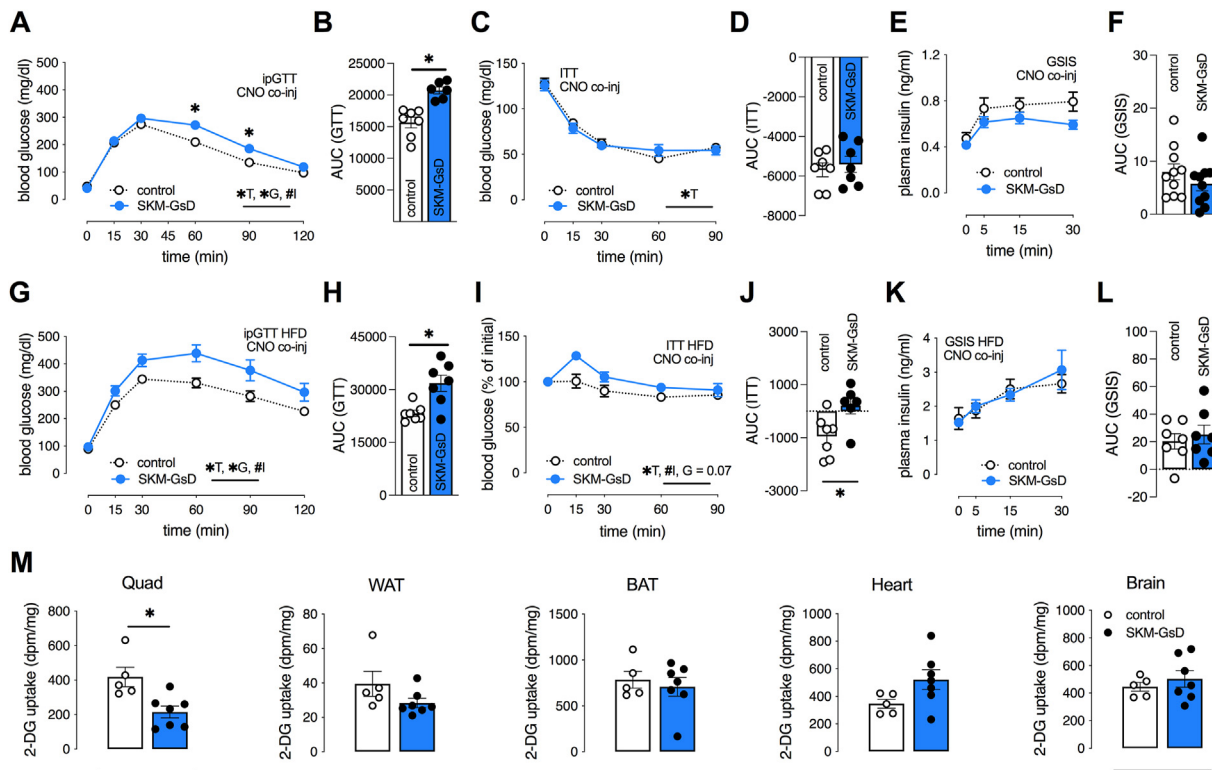 A
blood glucose (mg/dl)
500
400
300
200
100
0
ipGTT
CNO co-inj
*
*
control
SKM-GsD
*T, *G, #I
0 15 30 45 60 90 120
time (min)
B
AUC (GTT)
25000
20000
15000
10000
5000
0
*
control
SKM-GsD
C
blood glucose (mg/dl)
150
100
50
0
ITT
CNO co-inj
control
SKM-GsD
*T
0 15 30 60 90
time (min)
D
AUC (ITT)
0
-2000
-4000
-6000
-8000
control
SKM-GsD
E
plasma insulin (ng/ml)
1.2
0.8
0.4
0.0
GSIS
CNO co-inj
control
SKM-GsD
0 5 15 30
time (min)
F
AUC (GSIS)
30
20
10
0
control
SKM-GsD
G
blood glucose (mg/dl)
500
400
300
200
100
0
ipGTT HFD
CNO co-inj
control
SKM-GsD
*T, *G, #I
0 15 30 60 90 120
time (min)
H
AUC (GTT)
45000
30000
15000
0
*
control
SKM-GsD
I
blood glucose (% of initial)
150
100
50
0
ITT HFD
CNO co-inj
control
SKM-GsD
*T, #I, G = 0.07
0 15 30 60 90
time (min)
J
AUC (ITT)
3000
1000
-1000
-3000
control
SKM-GsD
*
K
plasma insulin (ng/ml)
4
3
2
1
0
GSIS HFD
CNO co-inj
control
SKM-GsD
0 5 15 30
time (min)
L
AUC (GSIS)
100
80
60
40
20
0
-20
control
SKM-GsD
M
Quad
2-DG uptake (dpm/mg)
800
600
400
200
0
*
WAT
2-DG uptake (dpm/mg)
80
60
40
20
0
BAT
2-DG uptake (dpm/mg)
1500
1000
500
0
Heart
2-DG uptake (dpm/mg)
1000
800
600
400
200
0
Brain
2-DG uptake (dpm/mg)
1000
800
600
400
200
0
control
SKM-GsD